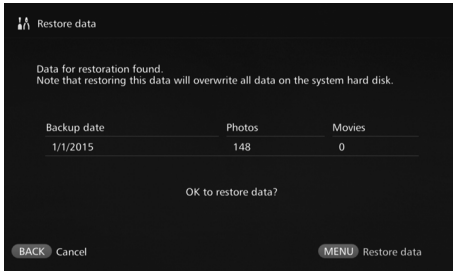 Restore data
Data for restoration found.
Note that restoring this data will overwrite all data on the system hard disk.
Backup date Photos Movies
1/1/2015 148 0
OK to restore data?
BACK Cancel MENU Restore data